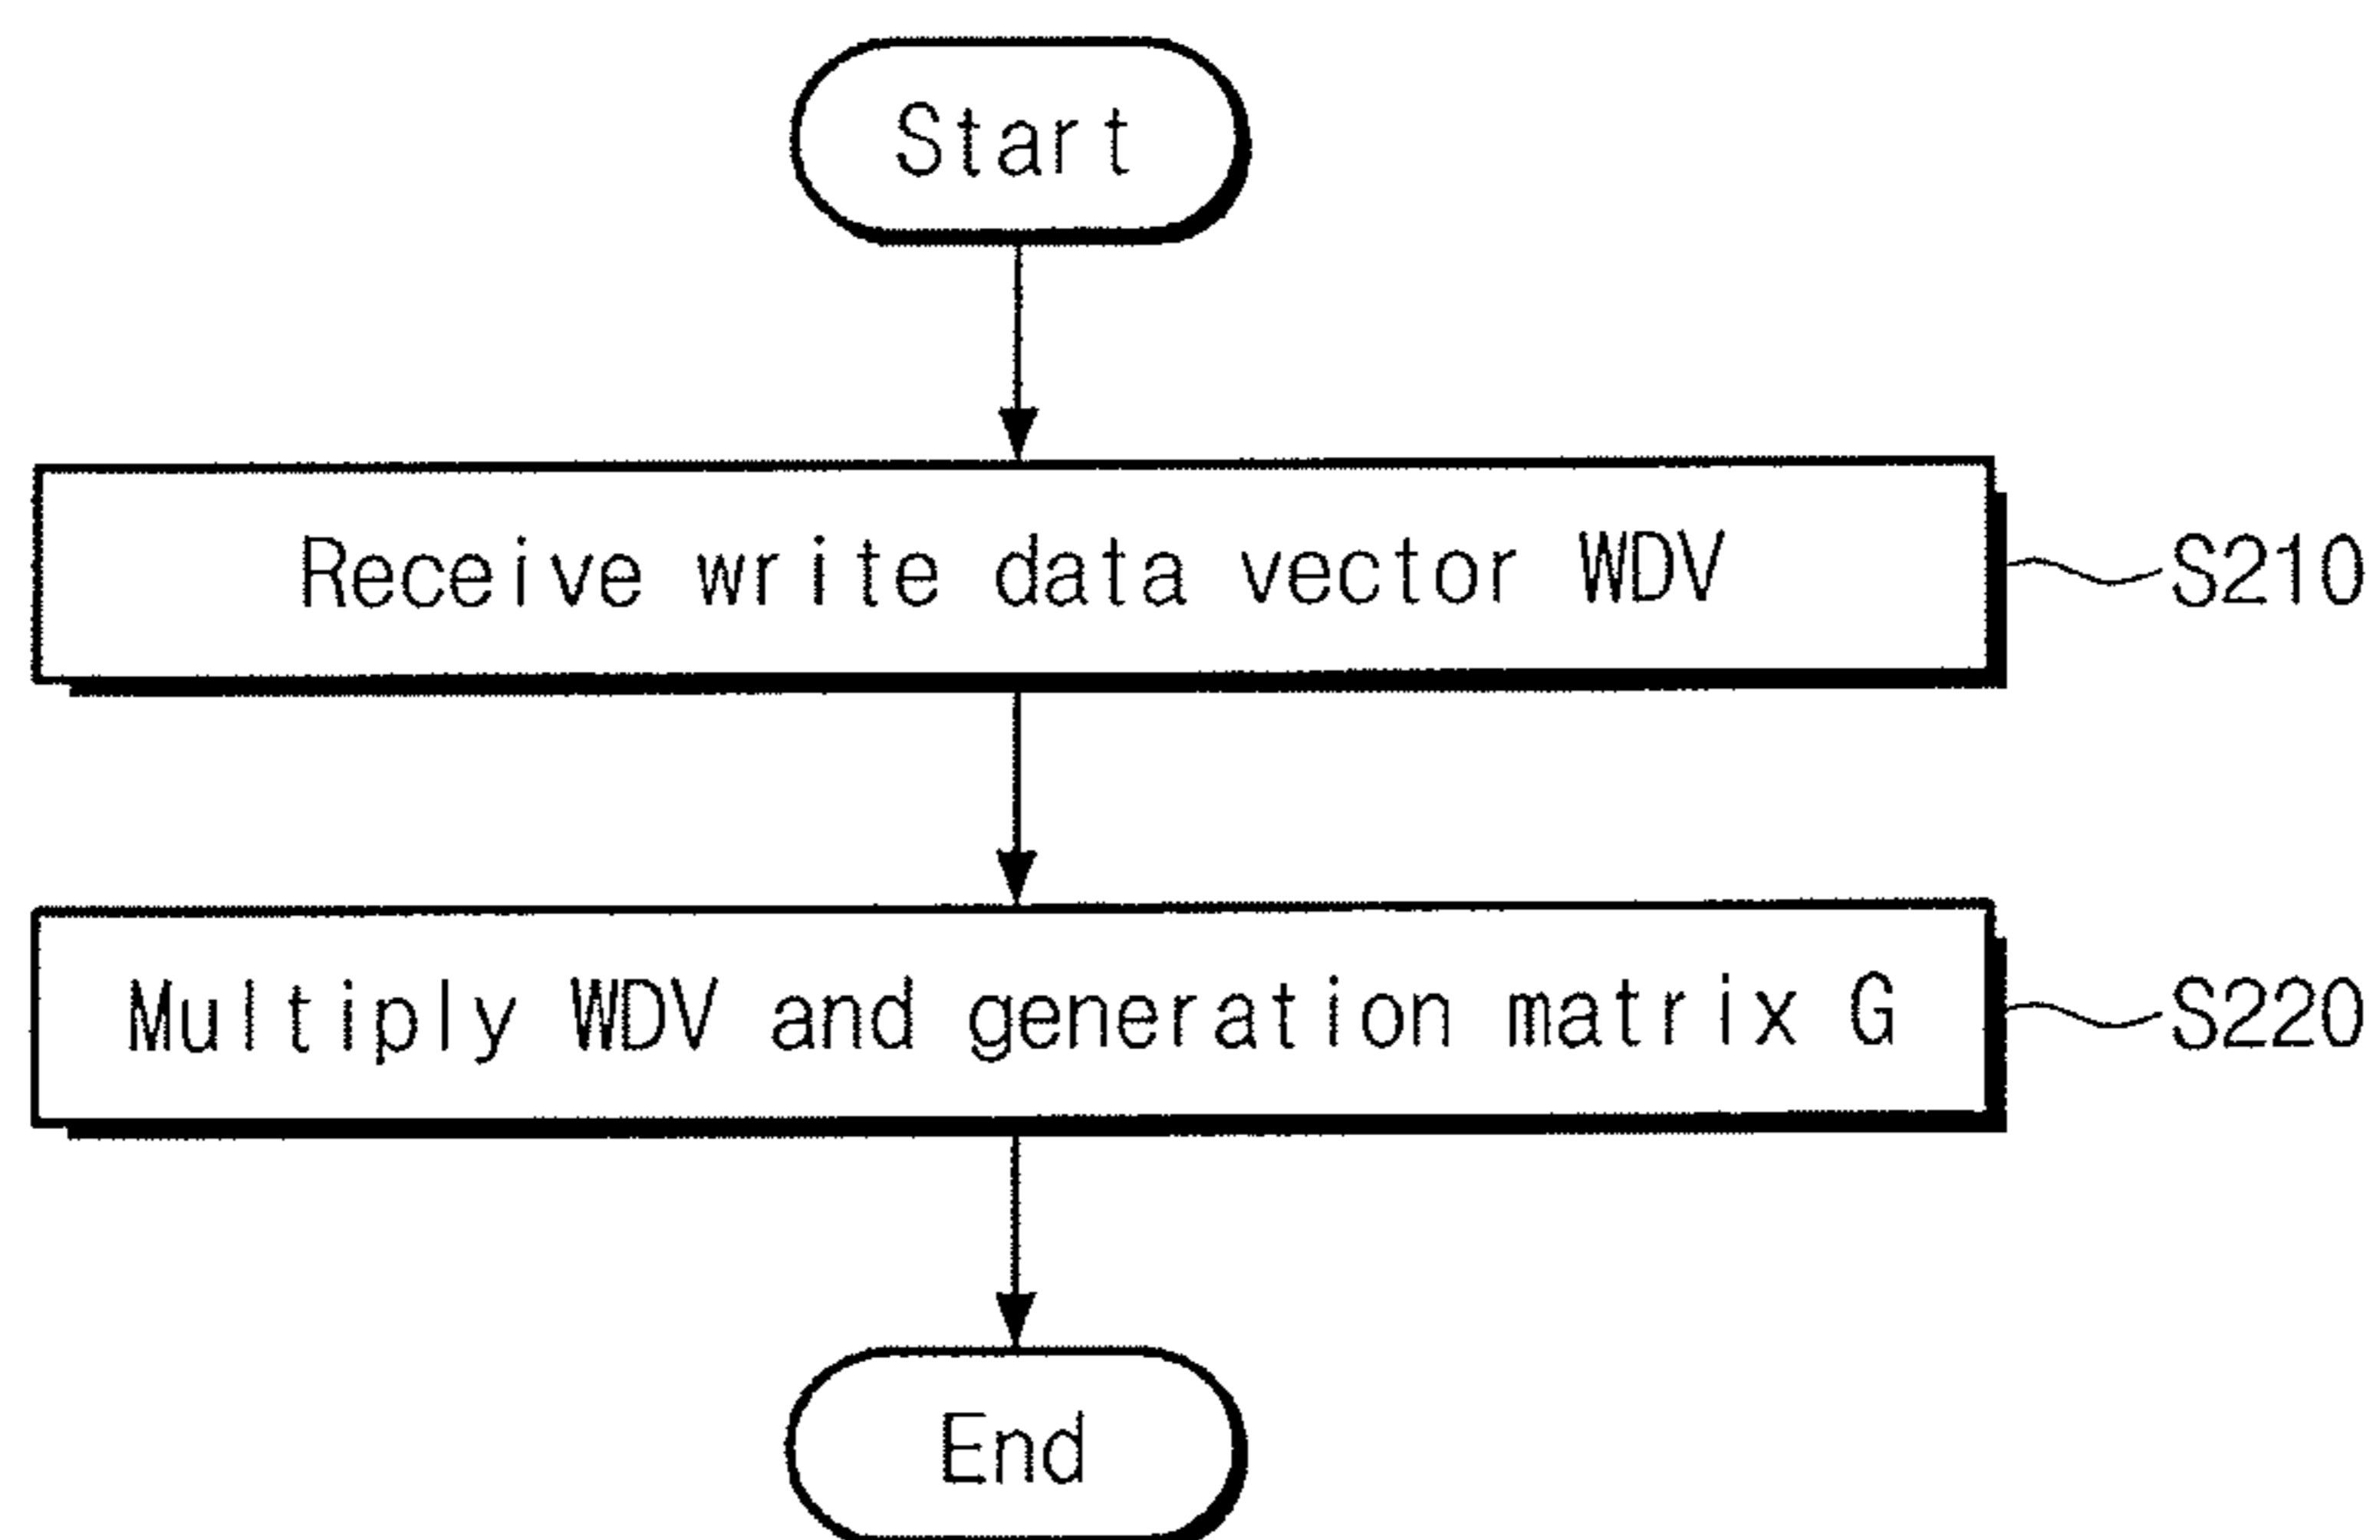 Start
Receive write data vector WDV
S210
Multiply WDV and generation matrix G
S220
End